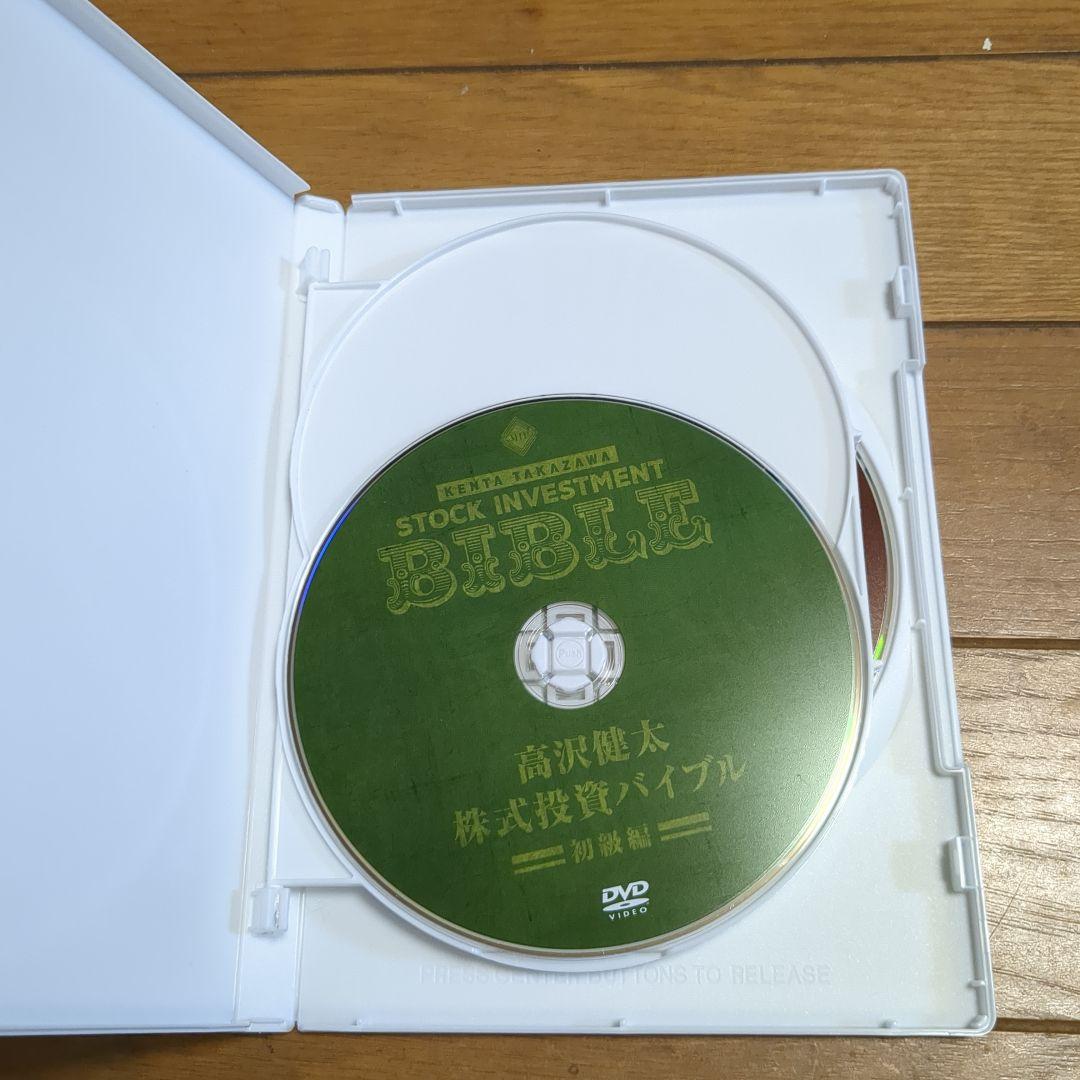 KENTA TAKAZAWA
STOCK INVESTMENT
BIBLE
Push
高沢健太
株式投資バイブル
初級編
DVD
VIDEO
PRESS CENTER BUTTONS TO RELEASE